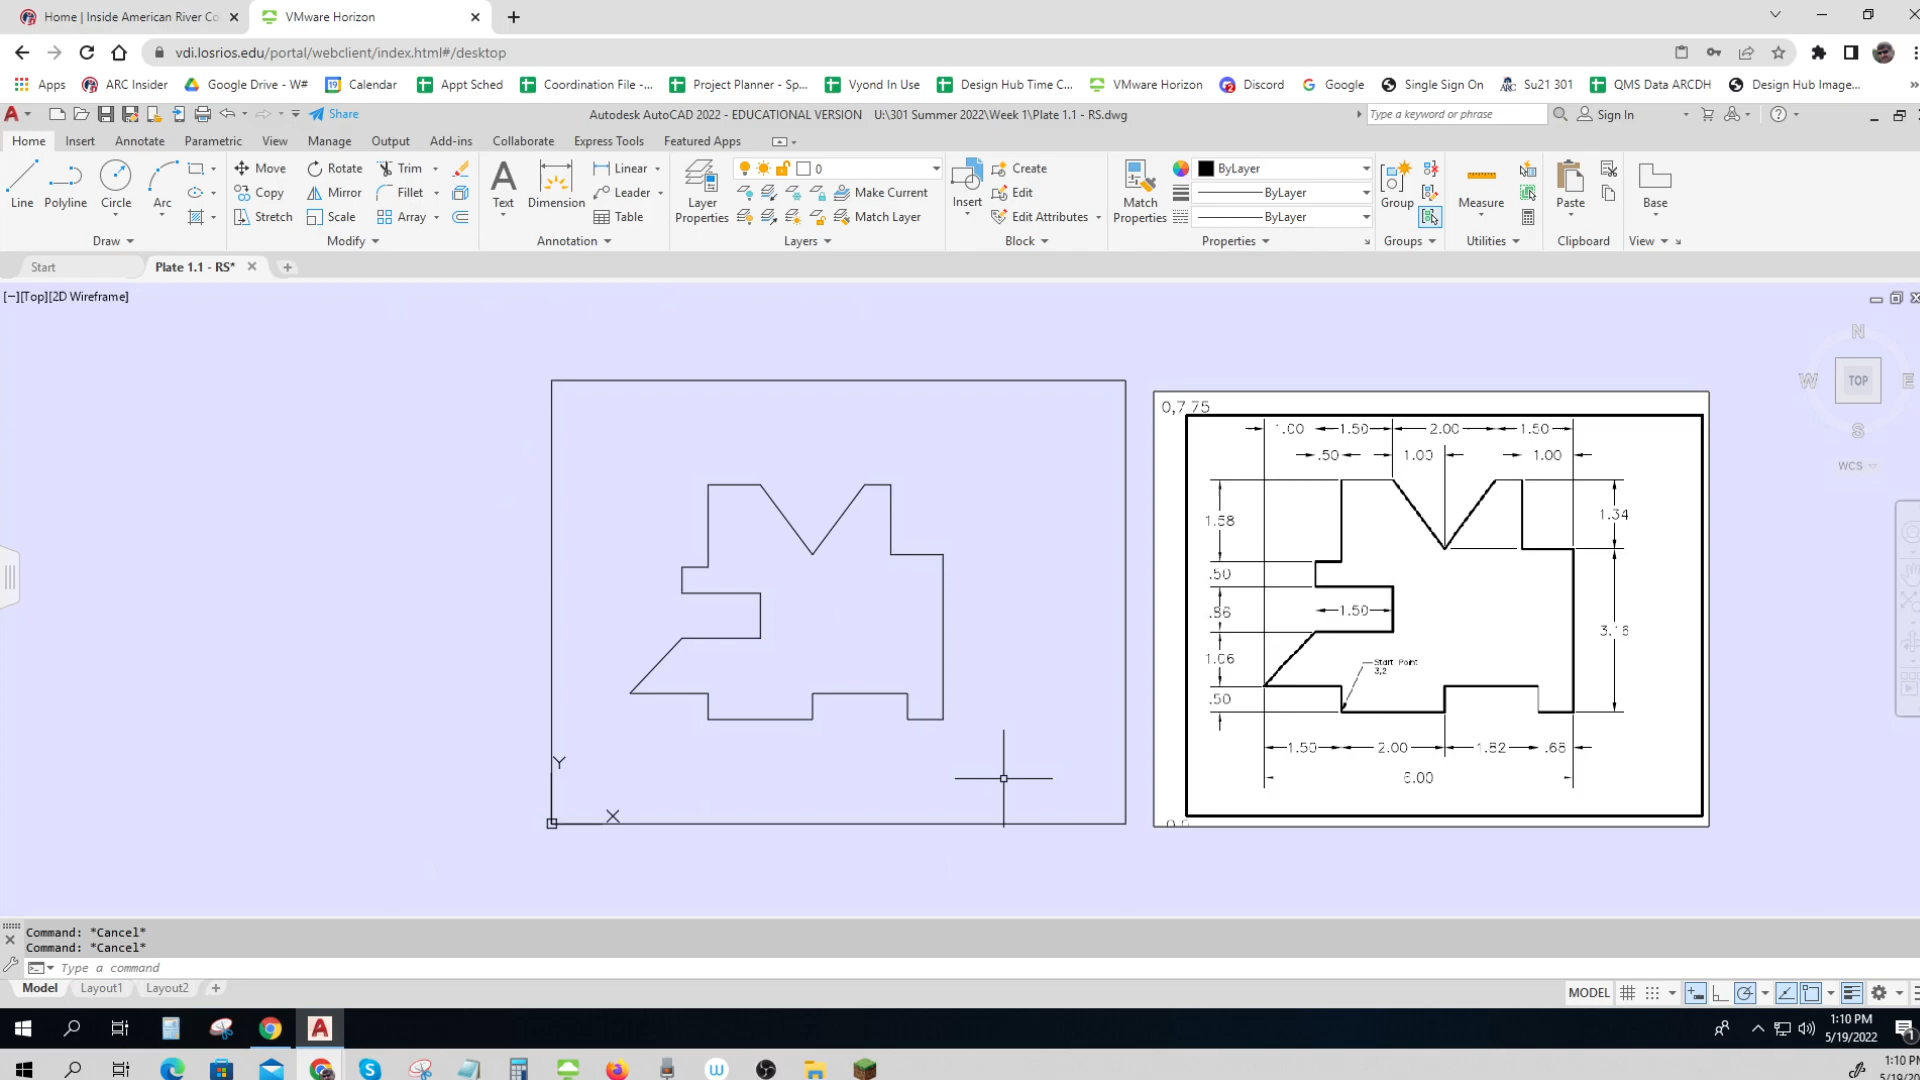 Home | Inside American River Co
VMware Horizon
vdi.losrios.edu/portal/webclient/index.html#/desktop
Apps ARC Insider Google Drive - W# Calendar Appt Sched Coordination File -... Project Planner - Sp... Vyond In Use Design Hub Time C... VMware Horizon Discord Google Single Sign On Su21 301 QMS Data ARCDH Design Hub Image... »
Share Autodesk AutoCAD 2022 - EDUCATIONAL VERSION U:\301 Summer 2022\Week 1\Plate 1.1 - RS.dwg Type a keyword or phrase Sign In
Home Insert Annotate Parametric View Manage Output Add-ins Collaborate Express Tools Featured Apps
Line Polyline Circle Arc
Draw
Move Rotate Trim
Copy Mirror Fillet
Stretch Scale Array
Modify
Text Dimension
Linear
Leader
Table
Annotation
Layer Properties
0
Make Current
Match Layer
Layers
Insert
Create
Edit
Edit Attributes
Block
Match Properties
ByLayer
ByLayer
ByLayer
Properties
Group
Groups
Measure
Utilities
Paste
Clipboard
Base
View
Start Plate 1.1 - RS*
[−][Top][2D Wireframe]
N
W TOP E
S
WCS
Y
X
0,7.75
1.00 1.50 2.00 1.50
.50 1.00 1.00
1.58
1.34
.50
1.50
3.16
1.06
Start Point
3,2
.50
1.50 2.00 1.82 .68
6.00
Command: *Cancel*
Command: *Cancel*
Type a command
Model Layout1 Layout2
MODEL
1:10 PM
5/19/2022
1
1:10 PM